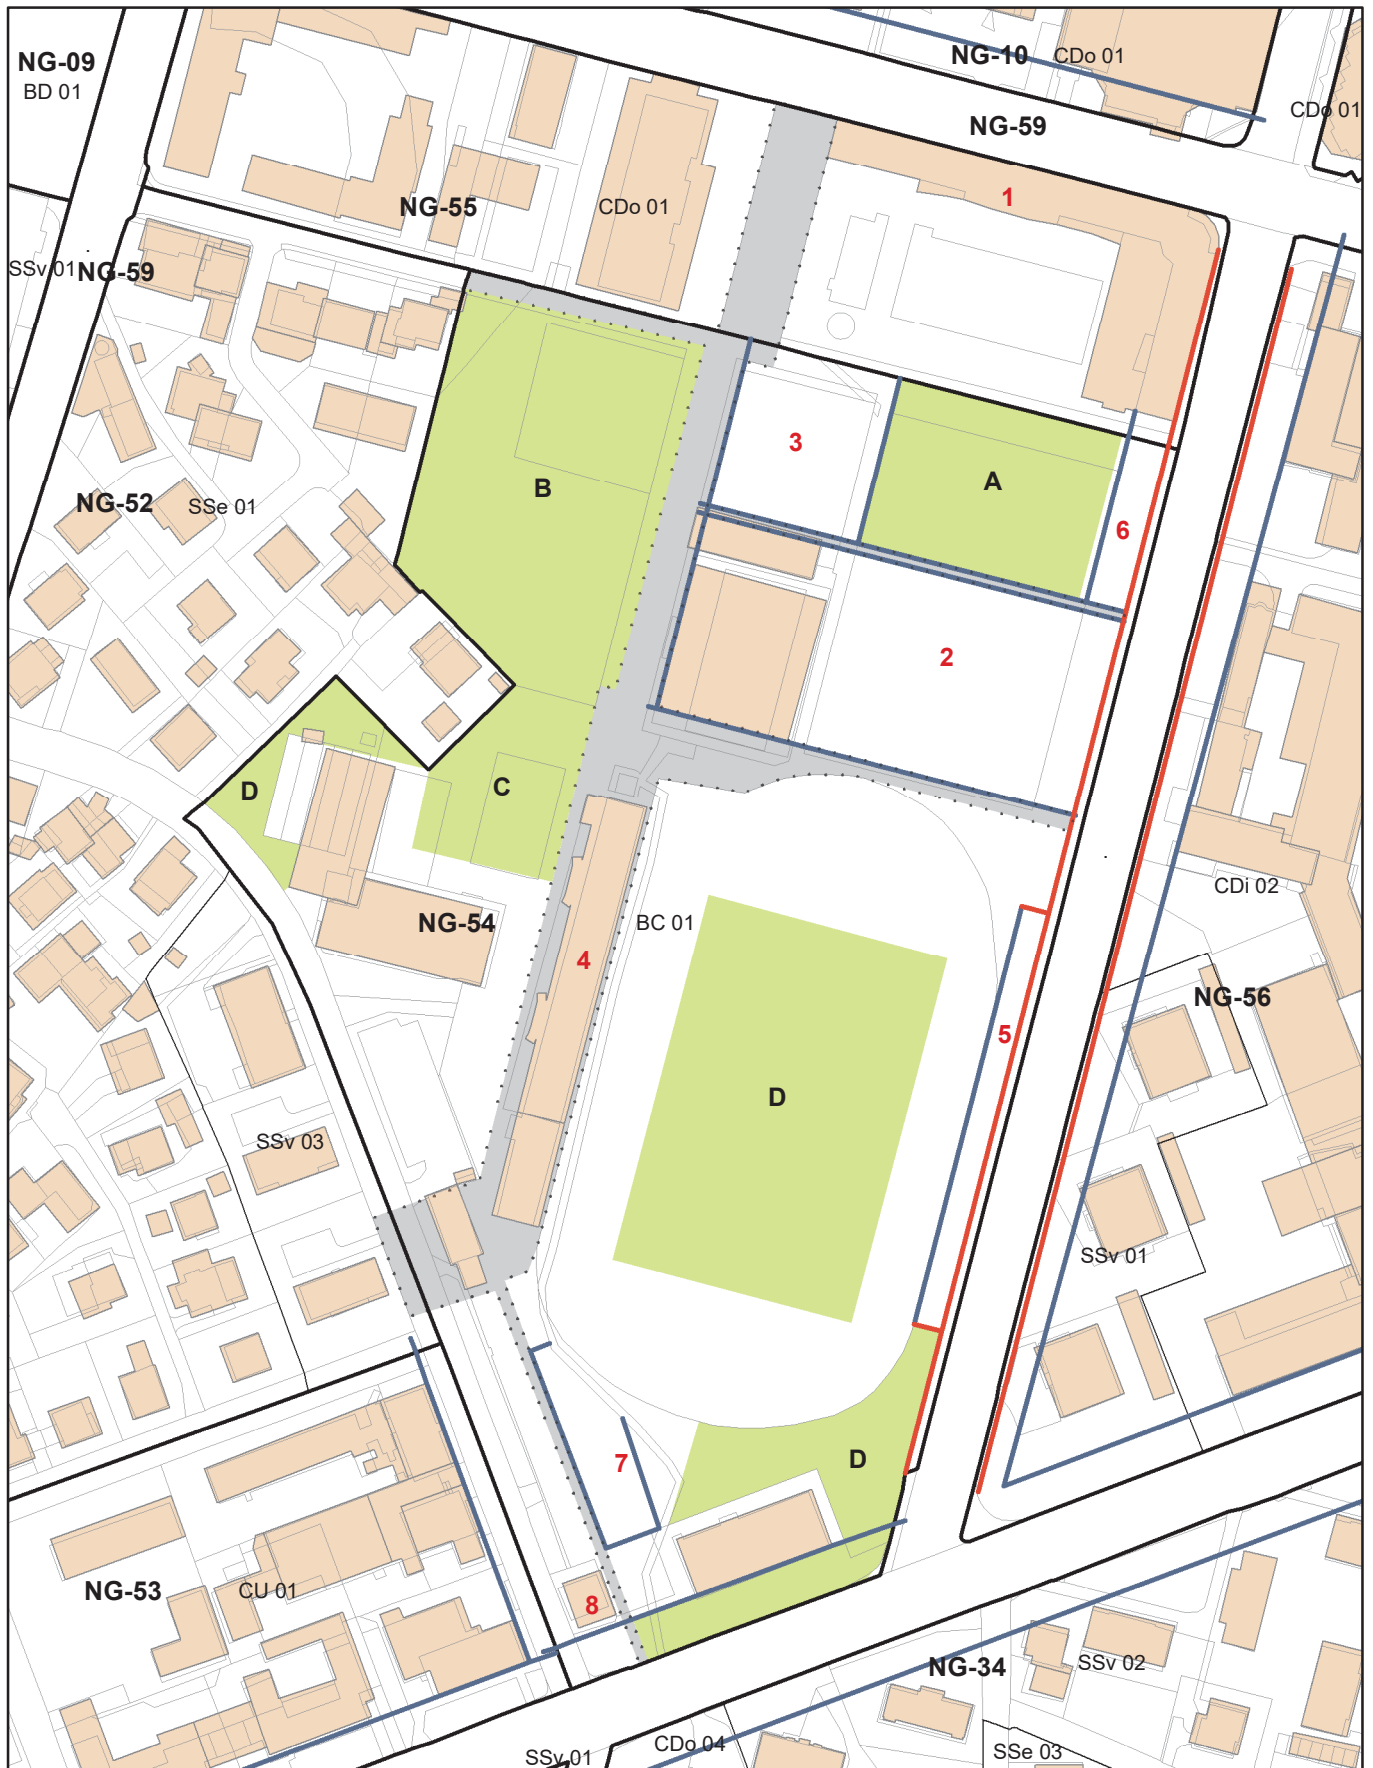 NG-09
BD 01
NG-10
CDo 01
CDo 01
NG-59
1
NG-55
CDo 01
SSv 01
NG-59
3
B
A
NG-52
SSe 01
6
2
D
C
CDi 02
NG-54
BC 01
4
NG-56
5
D
SSv 03
SSv 01
D
7
NG-53
CU 01
8
NG-34
SSv 02
CDo 04
SSv 01
SSe 03